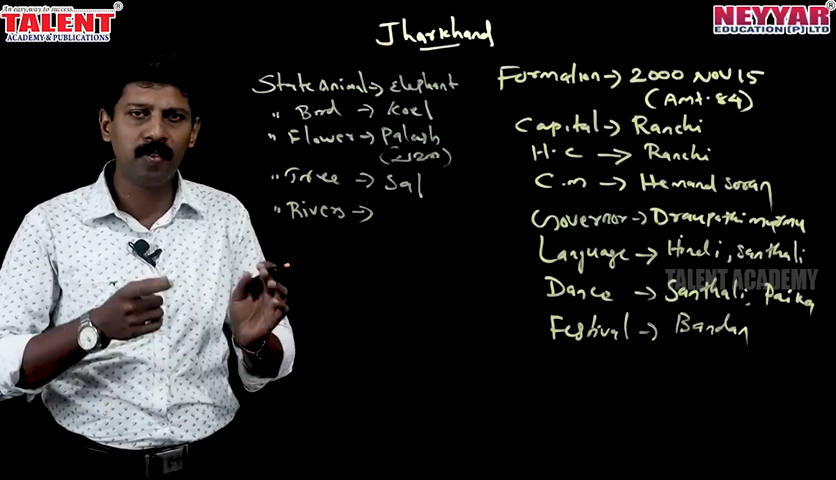 An easy way to success
TALENT
ACADEMY & PUBLICATIONS
NEYYAR
EDUCATION (P) LTD
Jharkhand
State animal → Elephant
" Bird → Koel
" Flower → Palash
" Tree → Sal
" Rivers →
Formation → 2000 NOV 15
(Amt. 84)
Capital → Ranchi
H.C → Ranchi
C.m → Hemand Soran
Governor → Draupathi murmu
Language → Hindi, Santhali
TALENT ACADEMY
Dance → Santhali, Paika
Festival → Bandan